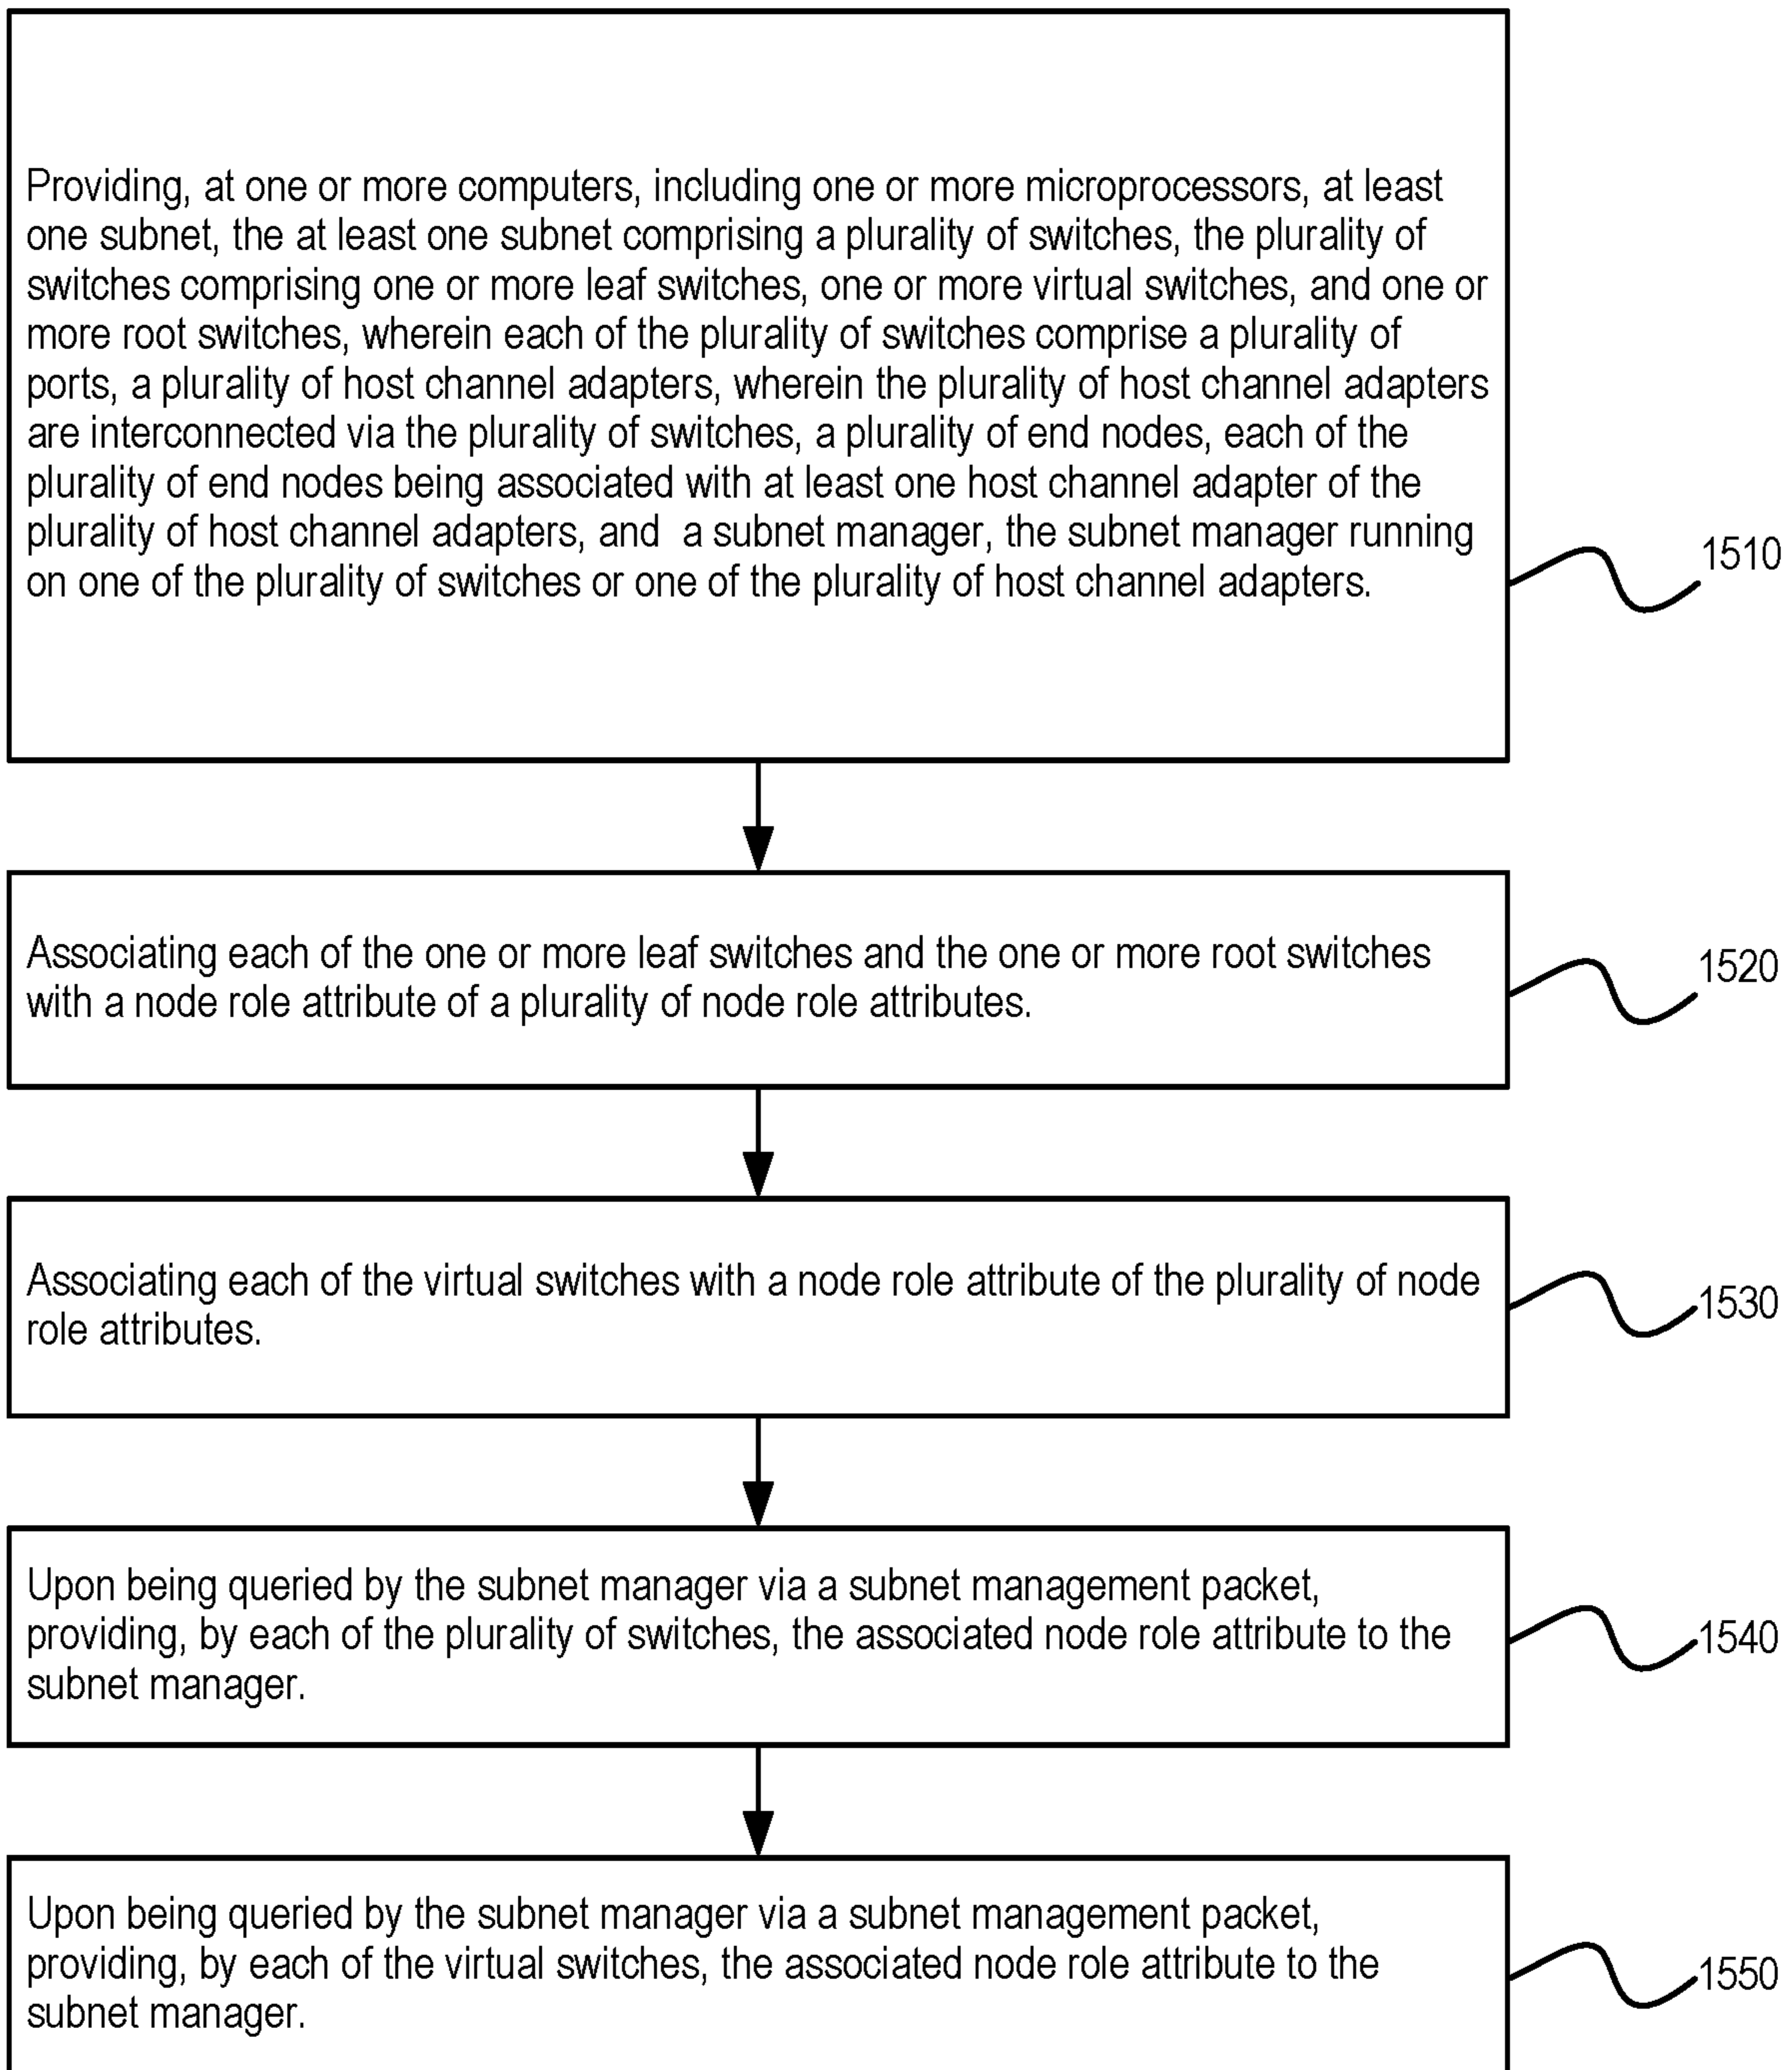 Providing, at one or more computers, including one or more microprocessors, at least
one subnet, the at least one subnet comprising a plurality of switches, the plurality of
switches comprising one or more leaf switches, one or more virtual switches, and one or
more root switches, wherein each of the plurality of switches comprise a plurality of
ports, a plurality of host channel adapters, wherein the plurality of host channel adapters
are interconnected via the plurality of switches, a plurality of end nodes, each of the
plurality of end nodes being associated with at least one host channel adapter of the
plurality of host channel adapters, and  a subnet manager, the subnet manager running
on one of the plurality of switches or one of the plurality of host channel adapters.
1510
Associating each of the one or more leaf switches and the one or more root switches
with a node role attribute of a plurality of node role attributes.
1520
Associating each of the virtual switches with a node role attribute of the plurality of node
role attributes.
1530
Upon being queried by the subnet manager via a subnet management packet,
providing, by each of the plurality of switches, the associated node role attribute to the
subnet manager.
1540
Upon being queried by the subnet manager via a subnet management packet,
providing, by each of the virtual switches, the associated node role attribute to the
subnet manager.
1550